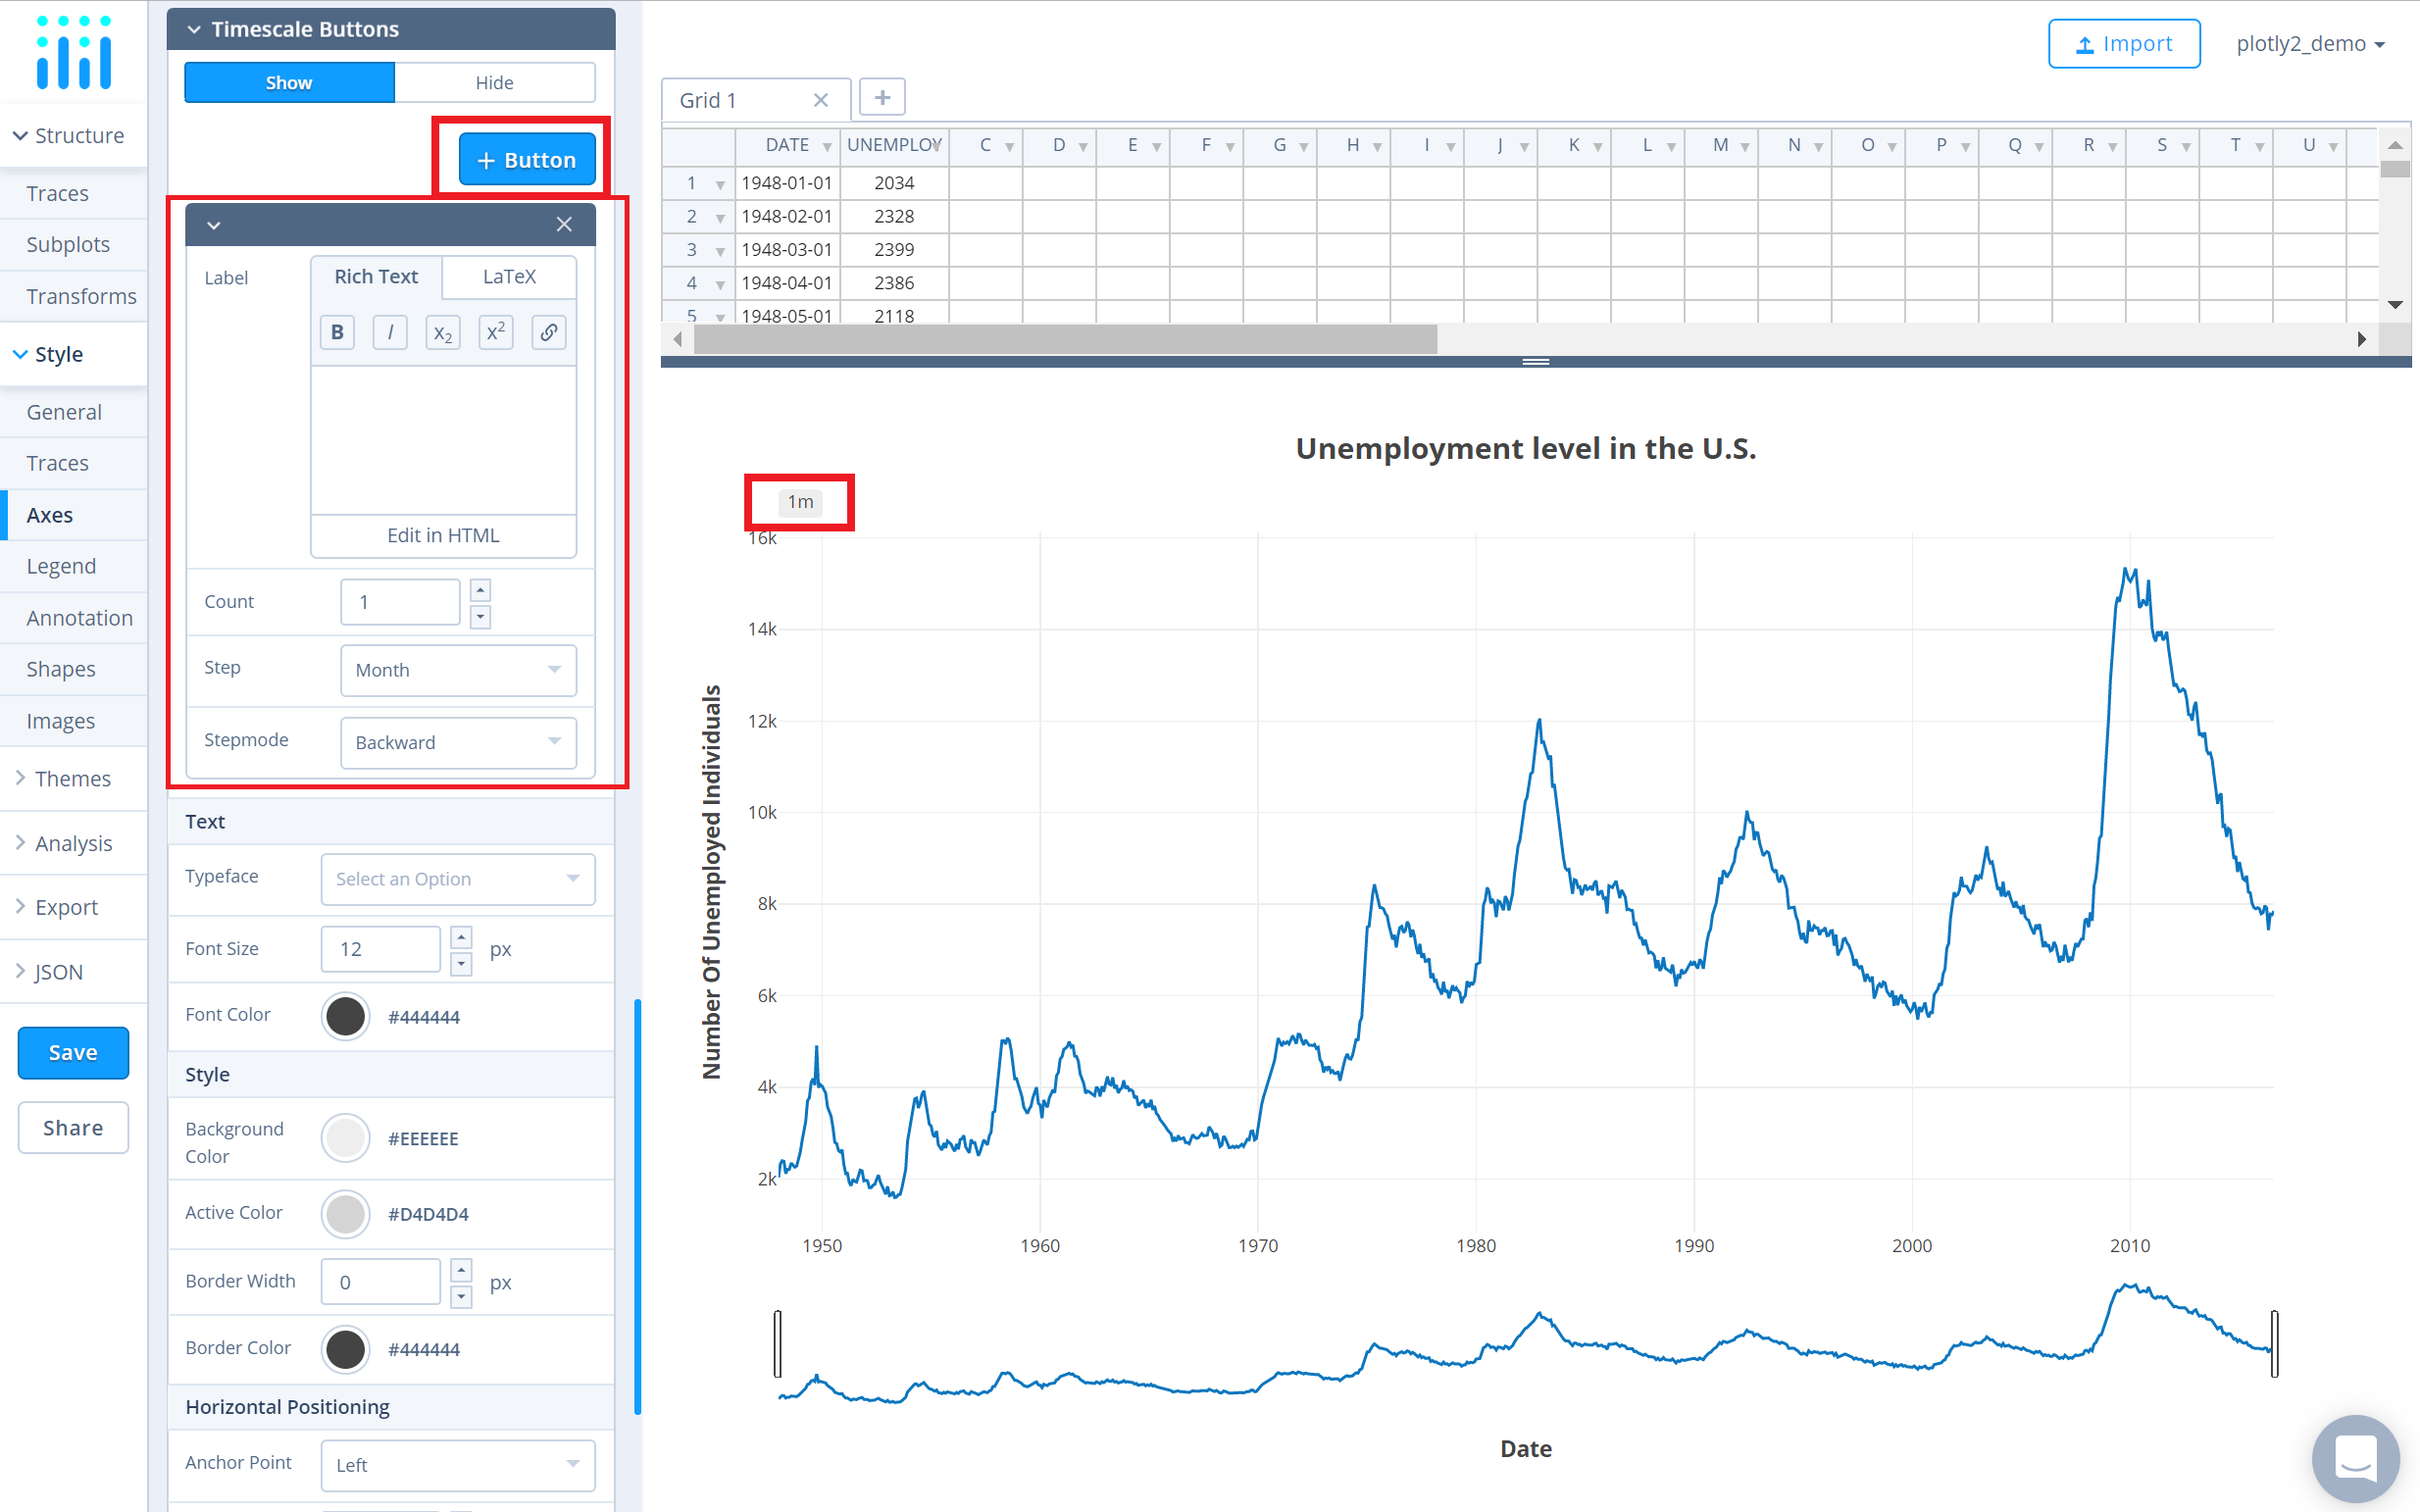 Structure
Traces
Subplots
Transforms
Style
General
Traces
Axes
Legend
Annotation
Shapes
Images
Themes
Analysis
Export
JSON
Save
Share
Timescale Buttons
Show Hide
+ Button
Label
Rich Text LaTeX
B I x2 x2
Edit in HTML
Count 1
Step Month
Stepmode Backward
Text
Typeface Select an Option
Font Size 12 px
Font Color #444444
Style
Background
Color
#EEEEEE
Active Color #D4D4D4
Border Width 0 px
Border Color #444444
Horizontal Positioning
Anchor Point Left
Import plotly2_demo
Grid 1 +
DATE UNEMPLOY C D E F G H I J K L M N O P Q R S T U
1 1948-01-01 2034
2 1948-02-01 2328
3 1948-03-01 2399
4 1948-04-01 2386
5 1948-05-01 2118
Unemployment level in the U.S.
1m
16k
14k
12k
10k
8k
6k
4k
2k
Number Of Unemployed Individuals
1950 1960 1970 1980 1990 2000 2010
Date